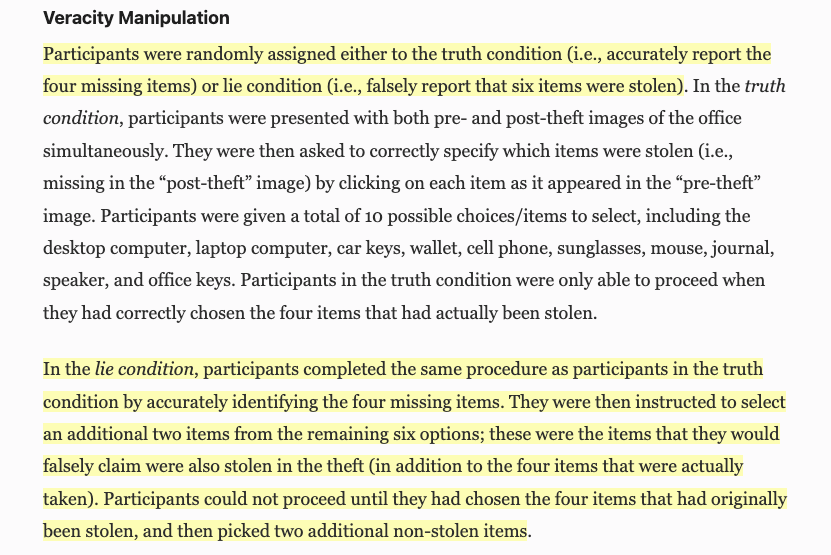 Veracity Manipulation
Participants were randomly assigned either to the truth condition (i.e., accurately report the
four missing items) or lie condition (i.e., falsely report that six items were stolen). In the truth
condition, participants were presented with both pre- and post-theft images of the office
simultaneously. They were then asked to correctly specify which items were stolen (i.e.,
missing in the “post-theft” image) by clicking on each item as it appeared in the “pre-theft”
image. Participants were given a total of 10 possible choices/items to select, including the
desktop computer, laptop computer, car keys, wallet, cell phone, sunglasses, mouse, journal,
speaker, and office keys. Participants in the truth condition were only able to proceed when
they had correctly chosen the four items that had actually been stolen.
In the lie condition, participants completed the same procedure as participants in the truth
condition by accurately identifying the four missing items. They were then instructed to select
an additional two items from the remaining six options; these were the items that they would
falsely claim were also stolen in the theft (in addition to the four items that were actually
taken). Participants could not proceed until they had chosen the four items that had originally
been stolen, and then picked two additional non-stolen items.